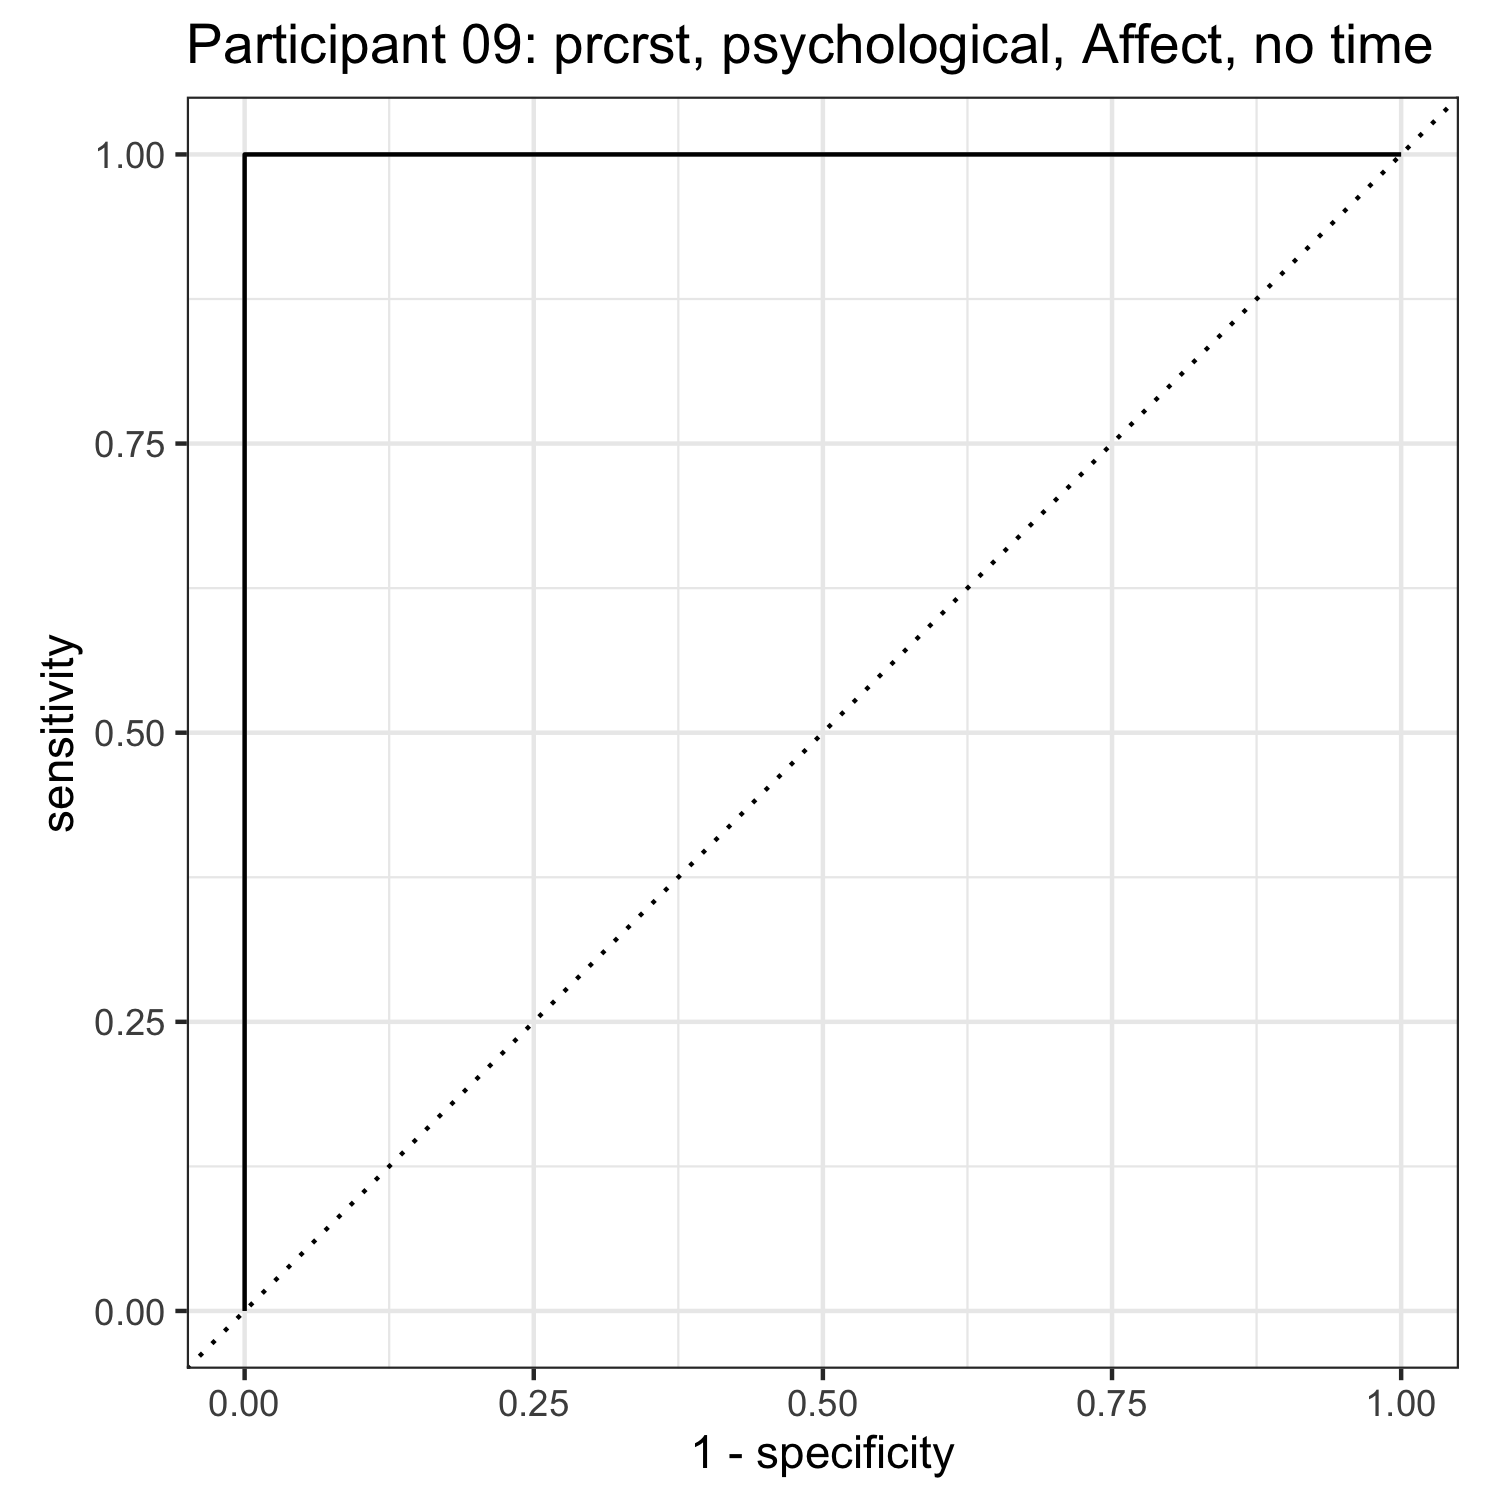 Participant 09: prcrst, psychological, Affect, no time
1.00
0.75
0.50
0.25
0.00
sensitivity
0.00 0.25 0.50 0.75 1.00
1 - specificity